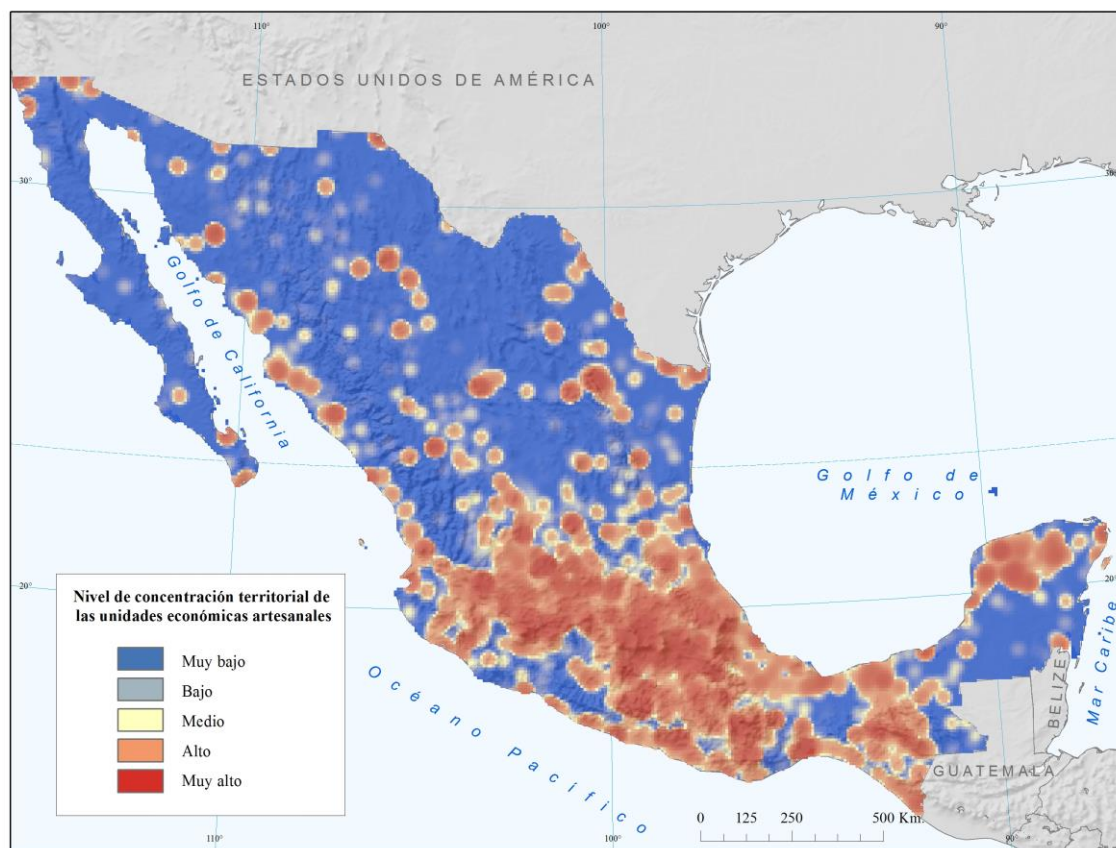 110°
100°
90°
ESTADOS UNIDOS DE AMÉRICA
30°
30°
Golfo de California
Golfo de
México
20°
20°
Mar Caribe
BELIZE
GUATEMALA
Océano Pacífico
Nivel de concentración territorial de
las unidades económicas artesanales
Muy bajo
Bajo
Medio
Alto
Muy alto
0 125 250 500 Km
110°
100°
90°